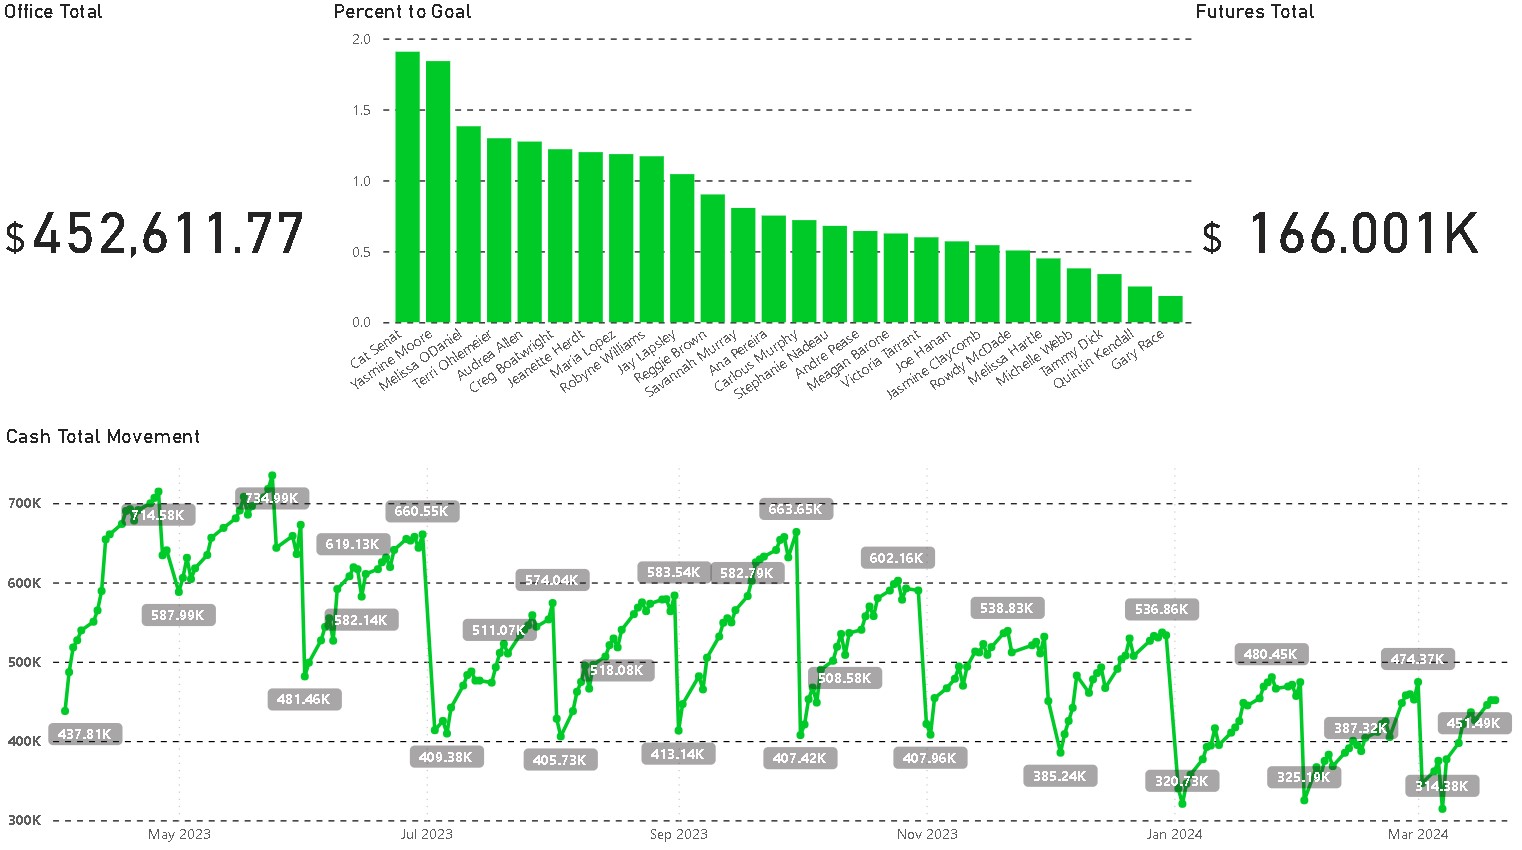 Office Total
Percent to Goal
Futures Total
2.0
1.5
1.0
0.5
0.0
$452,611.77
$ 166.001K
Cat Senat
Yasmine Moore
Melissa ODaniel
Terri Ohlemeier
Audrea Allen
Creg Boatwright
Jeanette Herdt
Maria Lopez
Robyne Williams
Jay Lapsley
Reggie Brown
Savannah Murray
Ana Pereira
Carlous Murphy
Stephanie Nadeau
Andre Pease
Meagan Barone
Victoria Tarrant
Joe Hanan
Jasmine Claycomb
Rowdy McDade
Melissa Hartle
Michelle Webb
Tammy Dick
Quintin Kendall
Gary Race
Cash Total Movement
700K
600K
500K
400K
300K
437.81K
714.58K
587.99K
734.99K
481.46K
619.13K
582.14K
660.55K
409.38K
511.07K
574.04K
405.73K
518.08K
583.54K
413.14K
582.79K
663.65K
407.42K
508.58K
602.16K
407.96K
538.83K
385.24K
536.86K
320.73K
480.45K
325.19K
387.32K
474.37K
314.38K
451.49K
May 2023
Jul 2023
Sep 2023
Nov 2023
Jan 2024
Mar 2024